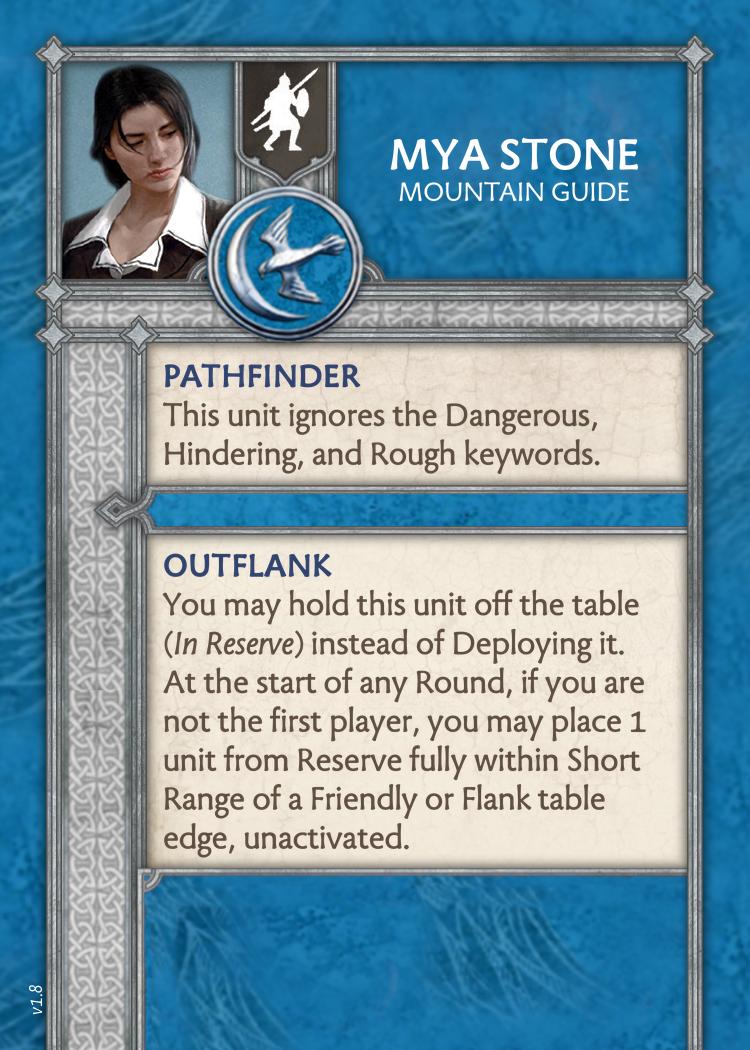 MYA STONE
MOUNTAIN GUIDE
PATHFINDER
This unit ignores the Dangerous,
Hindering, and Rough keywords.
OUTFLANK
You may hold this unit off the table
(In Reserve) instead of Deploying it.
At the start of any Round, if you are
not the first player, you may place 1
unit from Reserve fully within Short
Range of a Friendly or Flank table
edge, unactivated.
v1.8